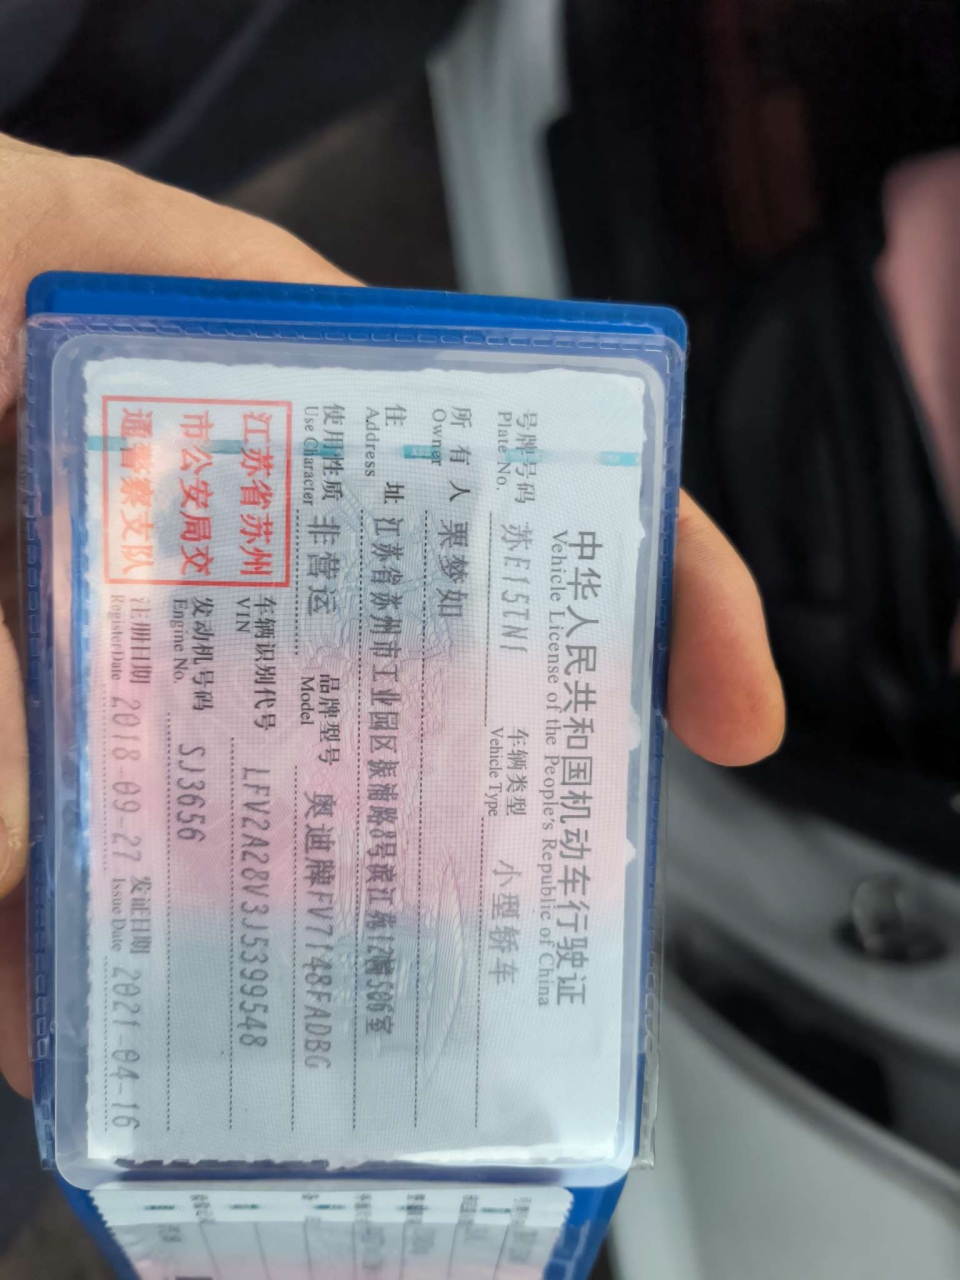 中华人民共和国机动车行驶证
Vehicle License of the People's Republic of China
号牌号码 苏E15TN1 车辆类型 小型轿车
Plate No. Vehicle Type
所有人 栗梦如
Owner
住址 江苏省苏州市工业园区振浦路8号滨江苑12幢506室
Address
使用性质 非营运 品牌型号 奥迪牌FV7148FADBG
Use Character Model
江苏省苏州
市公安局交
通警察支队
车辆识别代号 LFV2A28V3J5399548
VIN
发动机号码 SJ3656
Engine No.
注册日期 2018-09-27 发证日期 2021-04-16
Register Date Issue Date